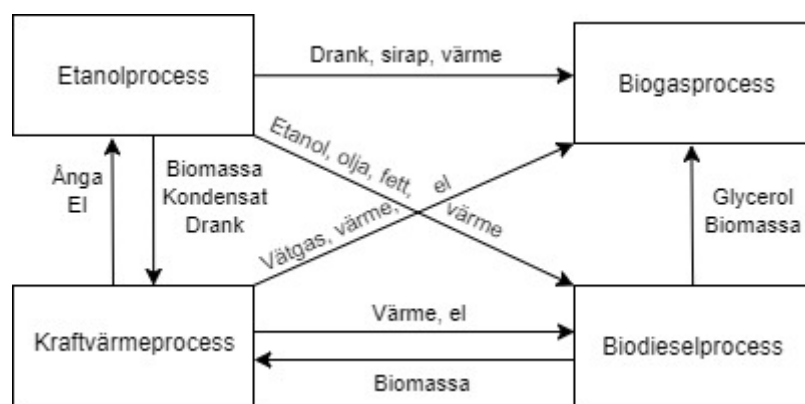 Drank, sirap, värme
Etanolprocess
Biogasprocess
Etanol, olja, fett, värme
Ånga
El
Biomassa
Kondensat
Drank
Vätgas, värme, el
Glycerol
Biomassa
Värme, el
Kraftvärmeprocess
Biodieselprocess
Biomassa